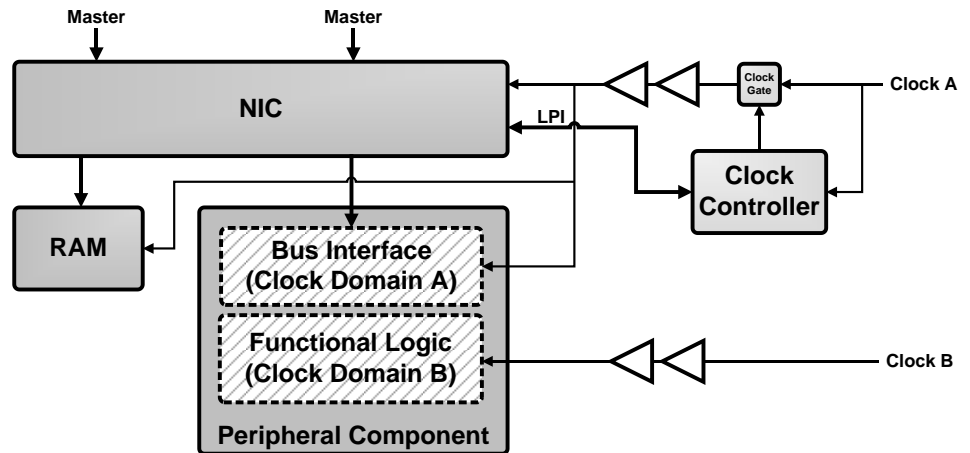 Master
Master
NIC
Clock
Gate
Clock A
LPI
Clock
Controller
RAM
Bus Interface
(Clock Domain A)
Functional Logic
(Clock Domain B)
Clock B
Peripheral Component